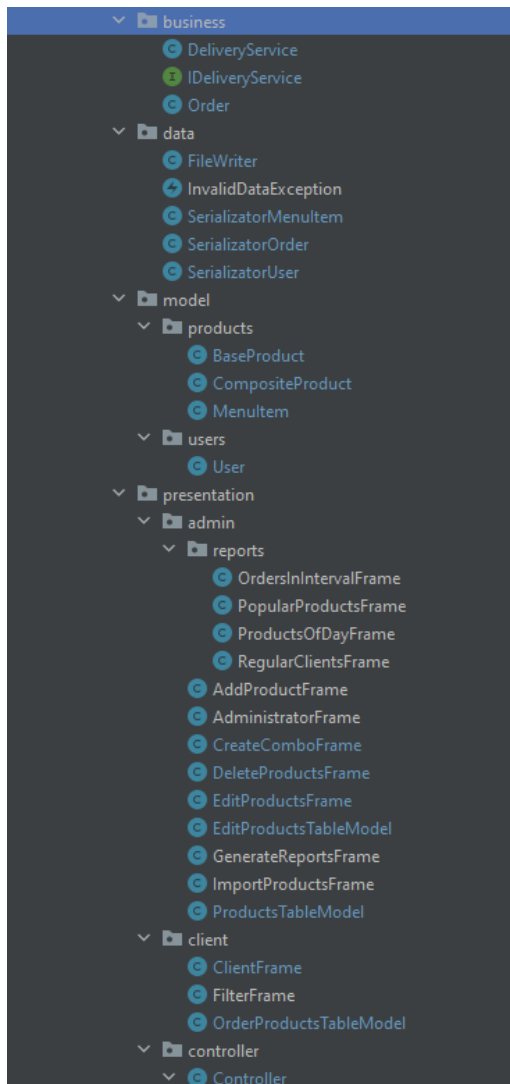 business
DeliveryService
IDeliveryService
Order
data
FileWriter
InvalidDataException
SerializatorMenuItem
SerializatorOrder
SerializatorUser
model
products
BaseProduct
CompositeProduct
MenuItem
users
User
presentation
admin
reports
OrdersInIntervalFrame
PopularProductsFrame
ProductsOfDayFrame
RegularClientsFrame
AddProductFrame
AdministratorFrame
CreateComboFrame
DeleteProductsFrame
EditProductsFrame
EditProductsTableModel
GenerateReportsFrame
ImportProductsFrame
ProductsTableModel
client
ClientFrame
FilterFrame
OrderProductsTableModel
controller
Controller